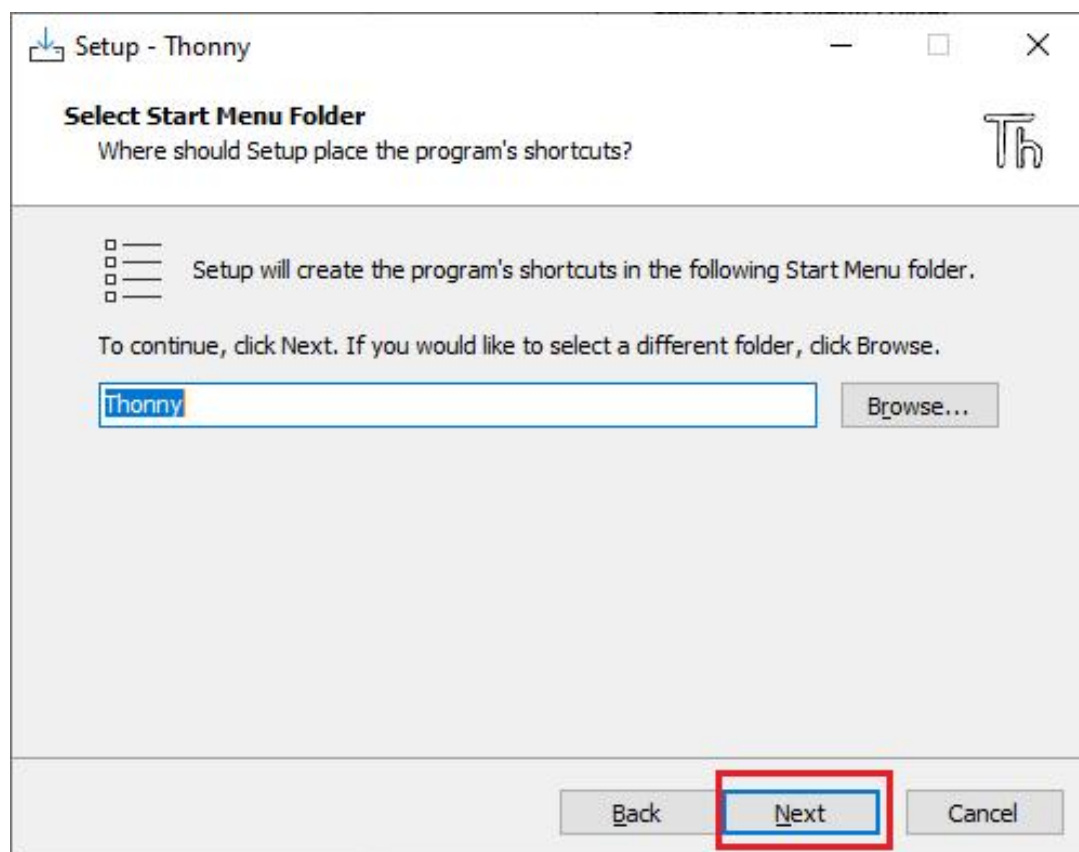 Setup - Thonny
Select Start Menu Folder
Where should Setup place the program's shortcuts?
Th
Setup will create the program's shortcuts in the following Start Menu folder.
To continue, click Next. If you would like to select a different folder, click Browse.
Thonny
Browse...
Back
Next
Cancel